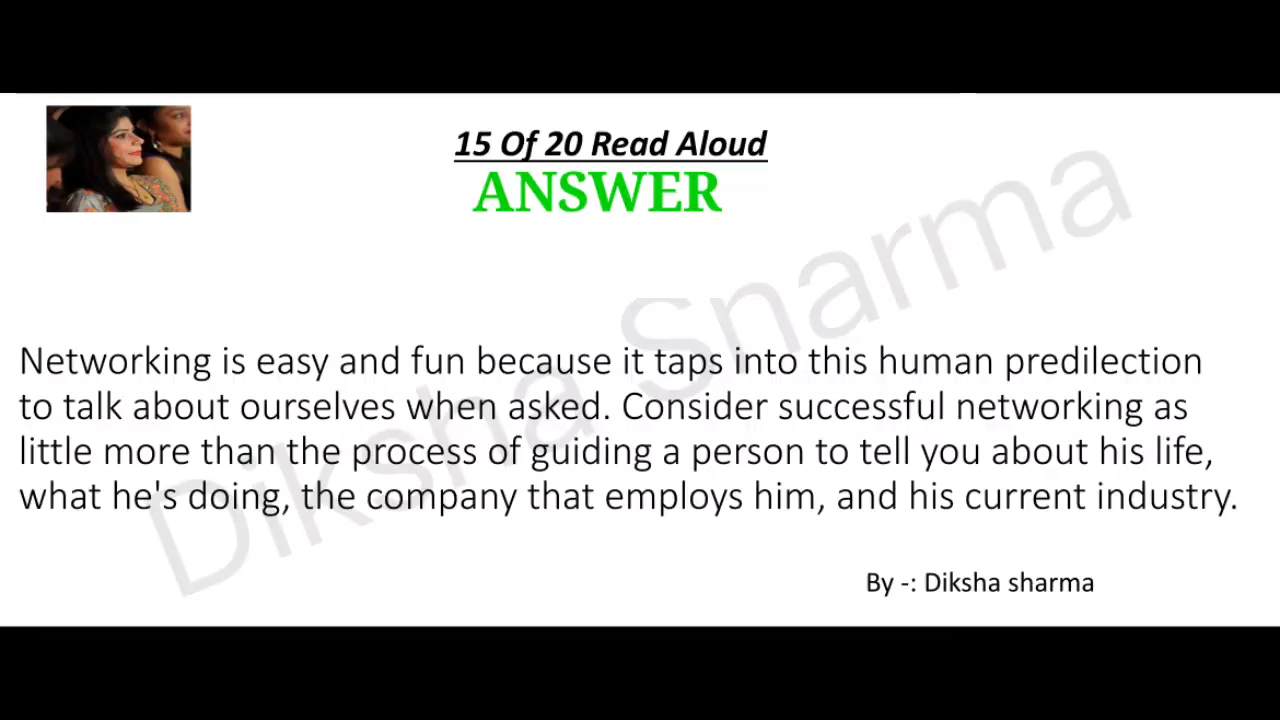 15 Of 20 Read Aloud
ANSWER
Diksha Sharma
Networking is easy and fun because it taps into this human predilection
to talk about ourselves when asked. Consider successful networking as
little more than the process of guiding a person to tell you about his life,
what he's doing, the company that employs him, and his current industry.
By -: Diksha sharma